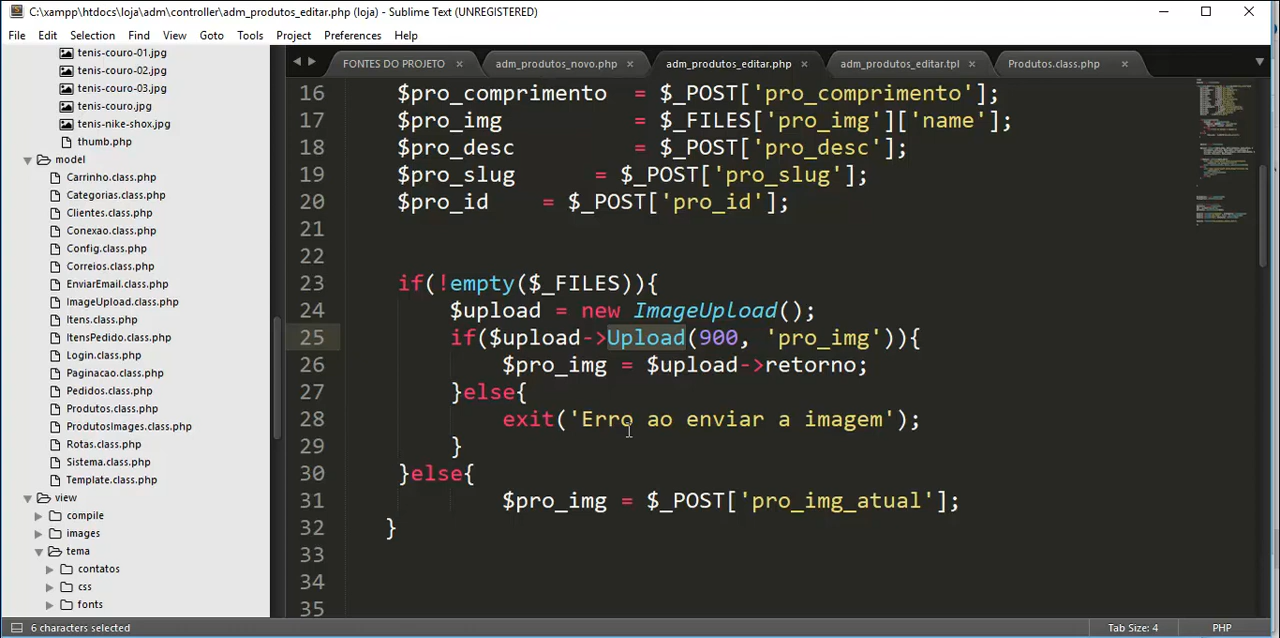 C:\xampp\htdocs\loja\adm\controller\adm_produtos_editar.php (loja) - Sublime Text (UNREGISTERED)
File Edit Selection Find View Goto Tools Project Preferences Help
tenis-couro-01.jpg
tenis-couro-02.jpg
tenis-couro-03.jpg
tenis-couro.jpg
tenis-nike-shox.jpg
thumb.php
model
Carrinho.class.php
Categorias.class.php
Clientes.class.php
Conexao.class.php
Config.class.php
Correios.class.php
EnviarEmail.class.php
ImageUpload.class.php
Itens.class.php
ItensPedido.class.php
Login.class.php
Paginacao.class.php
Pedidos.class.php
Produtos.class.php
ProdutosImages.class.php
Rotas.class.php
Sistema.class.php
Template.class.php
view
compile
images
tema
contatos
css
fonts
FONTES DO PROJETO × adm_produtos_novo.php × adm_produtos_editar.php × adm_produtos_editar.tpl × Produtos.class.php ×
16 $pro_comprimento = $_POST['pro_comprimento'];
17 $pro_img = $_FILES['pro_img']['name'];
18 $pro_desc = $_POST['pro_desc'];
19 $pro_slug = $_POST['pro_slug'];
20 $pro_id = $_POST['pro_id'];
21
22
23 if(!empty($_FILES)){
24 $upload = new ImageUpload();
25 if($upload->Upload(900, 'pro_img')){
26 $pro_img = $upload->retorno;
27 }else{
28 exit('Erro ao enviar a imagem');
29 }
30 }else{
31 $pro_img = $_POST['pro_img_atual'];
32 }
33
34
35
6 characters selected Tab Size: 4 PHP